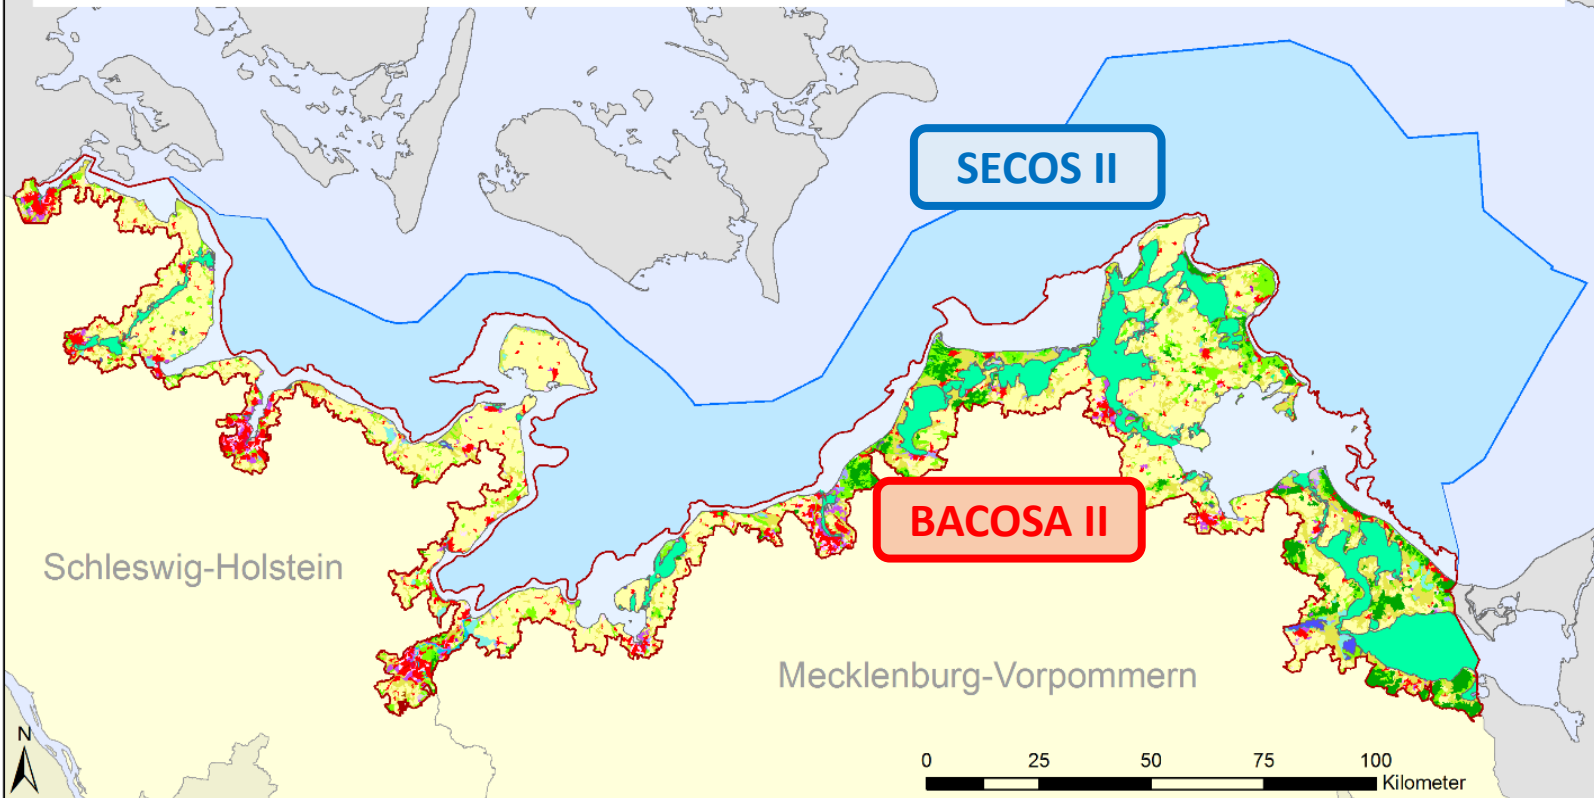 SECOS II
BACOSA II
Schleswig-Holstein
Mecklenburg-Vorpommern
N
0 25 50 75 100
Kilometer